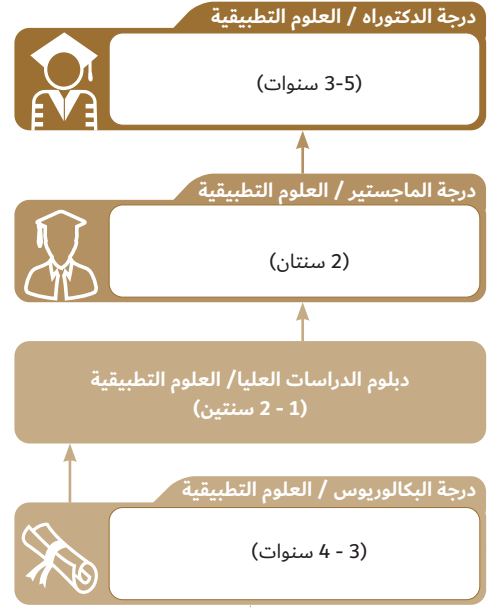 درجة الدكتوراه / العلوم التطبيقية
(3-5 سنوات)
درجة الماجستير / العلوم التطبيقية
(2 سنتان)
دبلوم الدراسات العليا/ العلوم التطبيقية
(1 - 2 سنتين)
درجة البكالوريوس / العلوم التطبيقية
(3 - 4 سنوات)